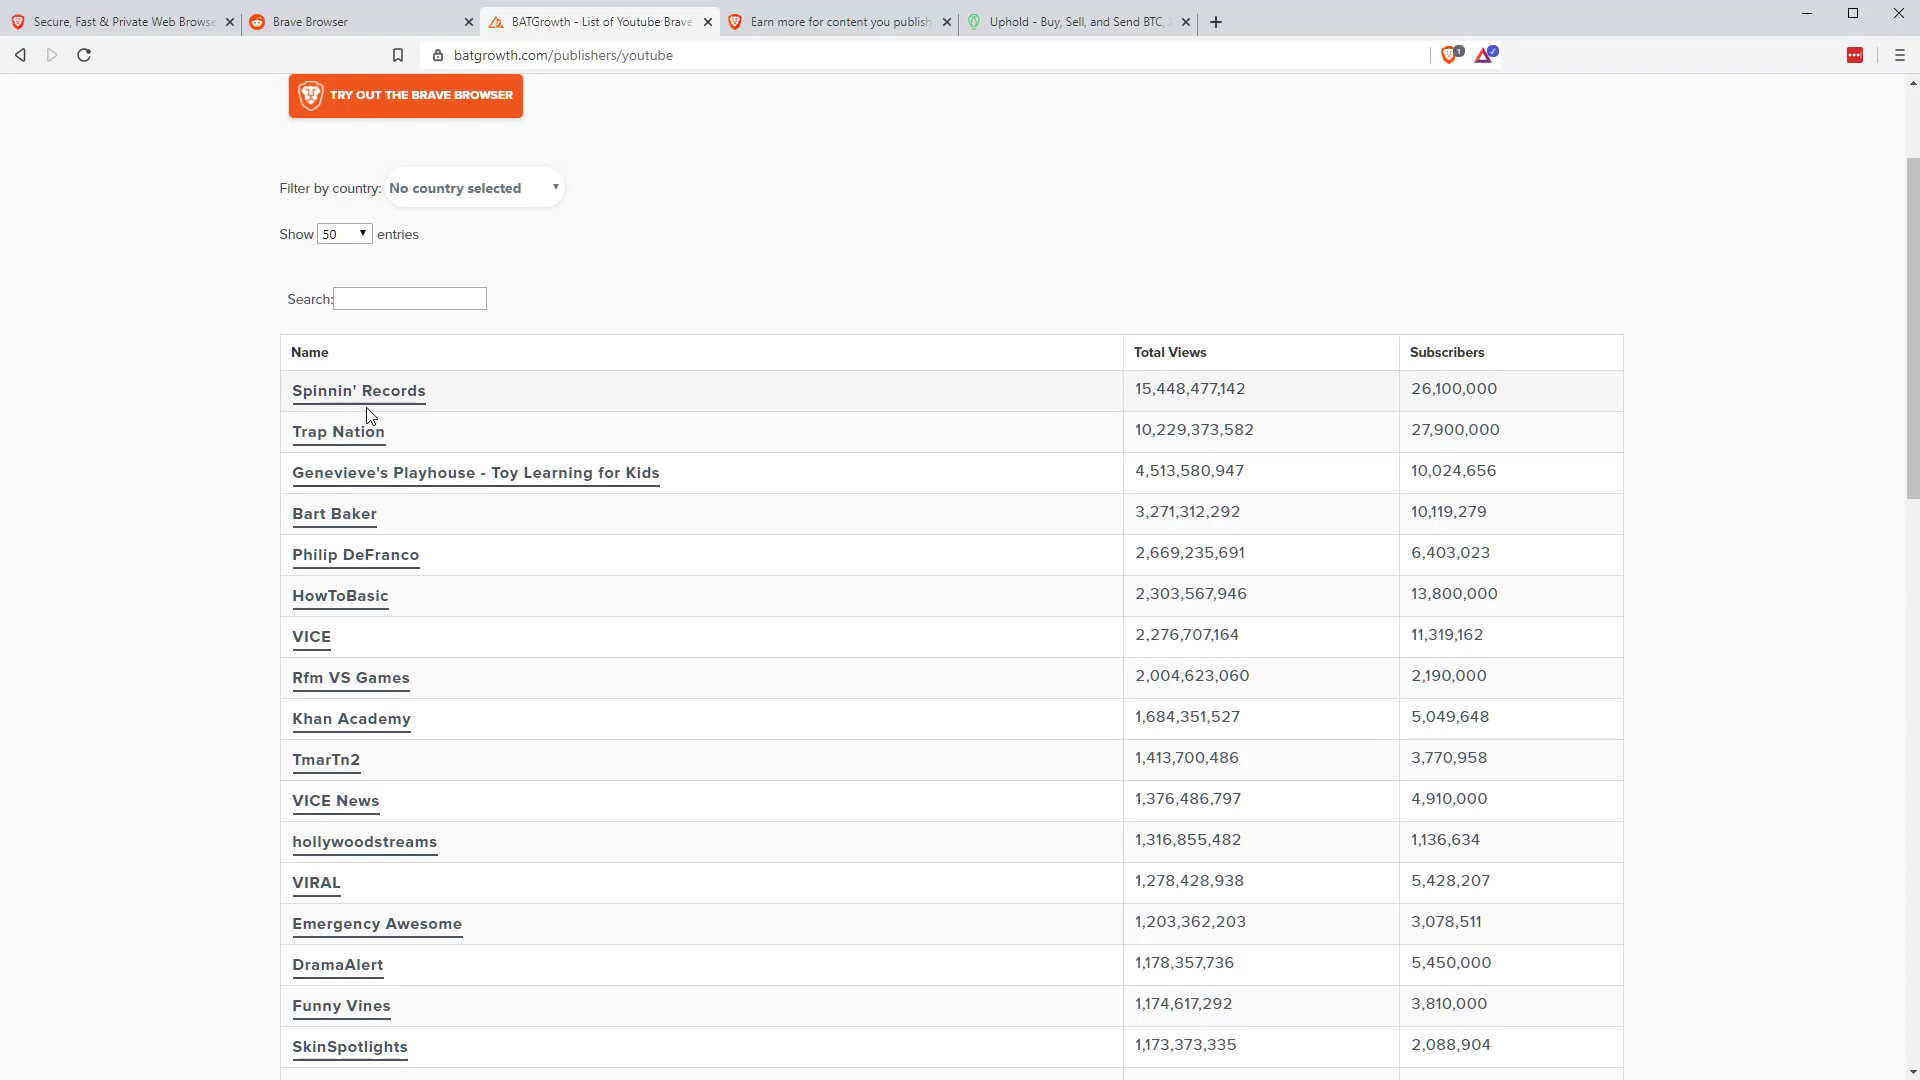 Secure, Fast & Private Web Browse
Brave Browser
BATGrowth - List of Youtube Brave
Earn more for content you publish
Uphold - Buy, Sell, and Send BTC,
batgrowth.com/publishers/youtube
1
TRY OUT THE BRAVE BROWSER
Filter by country: No country selected
Show 50 entries
Search:
Name Total Views Subscribers
Spinnin' Records 15,448,477,142 26,100,000
Trap Nation 10,229,373,582 27,900,000
Genevieve's Playhouse - Toy Learning for Kids 4,513,580,947 10,024,656
Bart Baker 3,271,312,292 10,119,279
Philip DeFranco 2,669,235,691 6,403,023
HowToBasic 2,303,567,946 13,800,000
VICE 2,276,707,164 11,319,162
Rfm VS Games 2,004,623,060 2,190,000
Khan Academy 1,684,351,527 5,049,648
TmarTn2 1,413,700,486 3,770,958
VICE News 1,376,486,797 4,910,000
hollywoodstreams 1,316,855,482 1,136,634
VIRAL 1,278,428,938 5,428,207
Emergency Awesome 1,203,362,203 3,078,511
DramaAlert 1,178,357,736 5,450,000
Funny Vines 1,174,617,292 3,810,000
SkinSpotlights 1,173,373,335 2,088,904